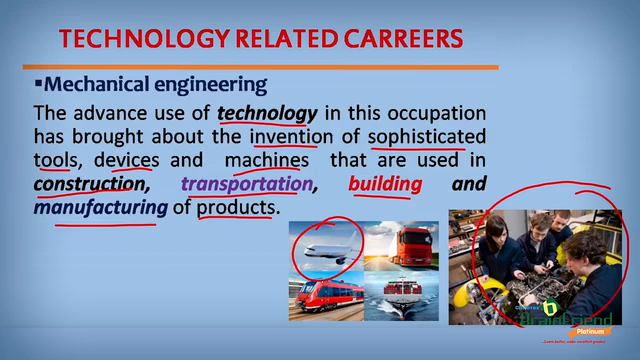 TECHNOLOGY RELATED CARREERS
▪Mechanical engineering
The advance use of technology in this occupation
has brought about the invention of sophisticated
tools, devices and machines that are used in
construction, transportation, building and
manufacturing of products.
BrainFriend
Platinum